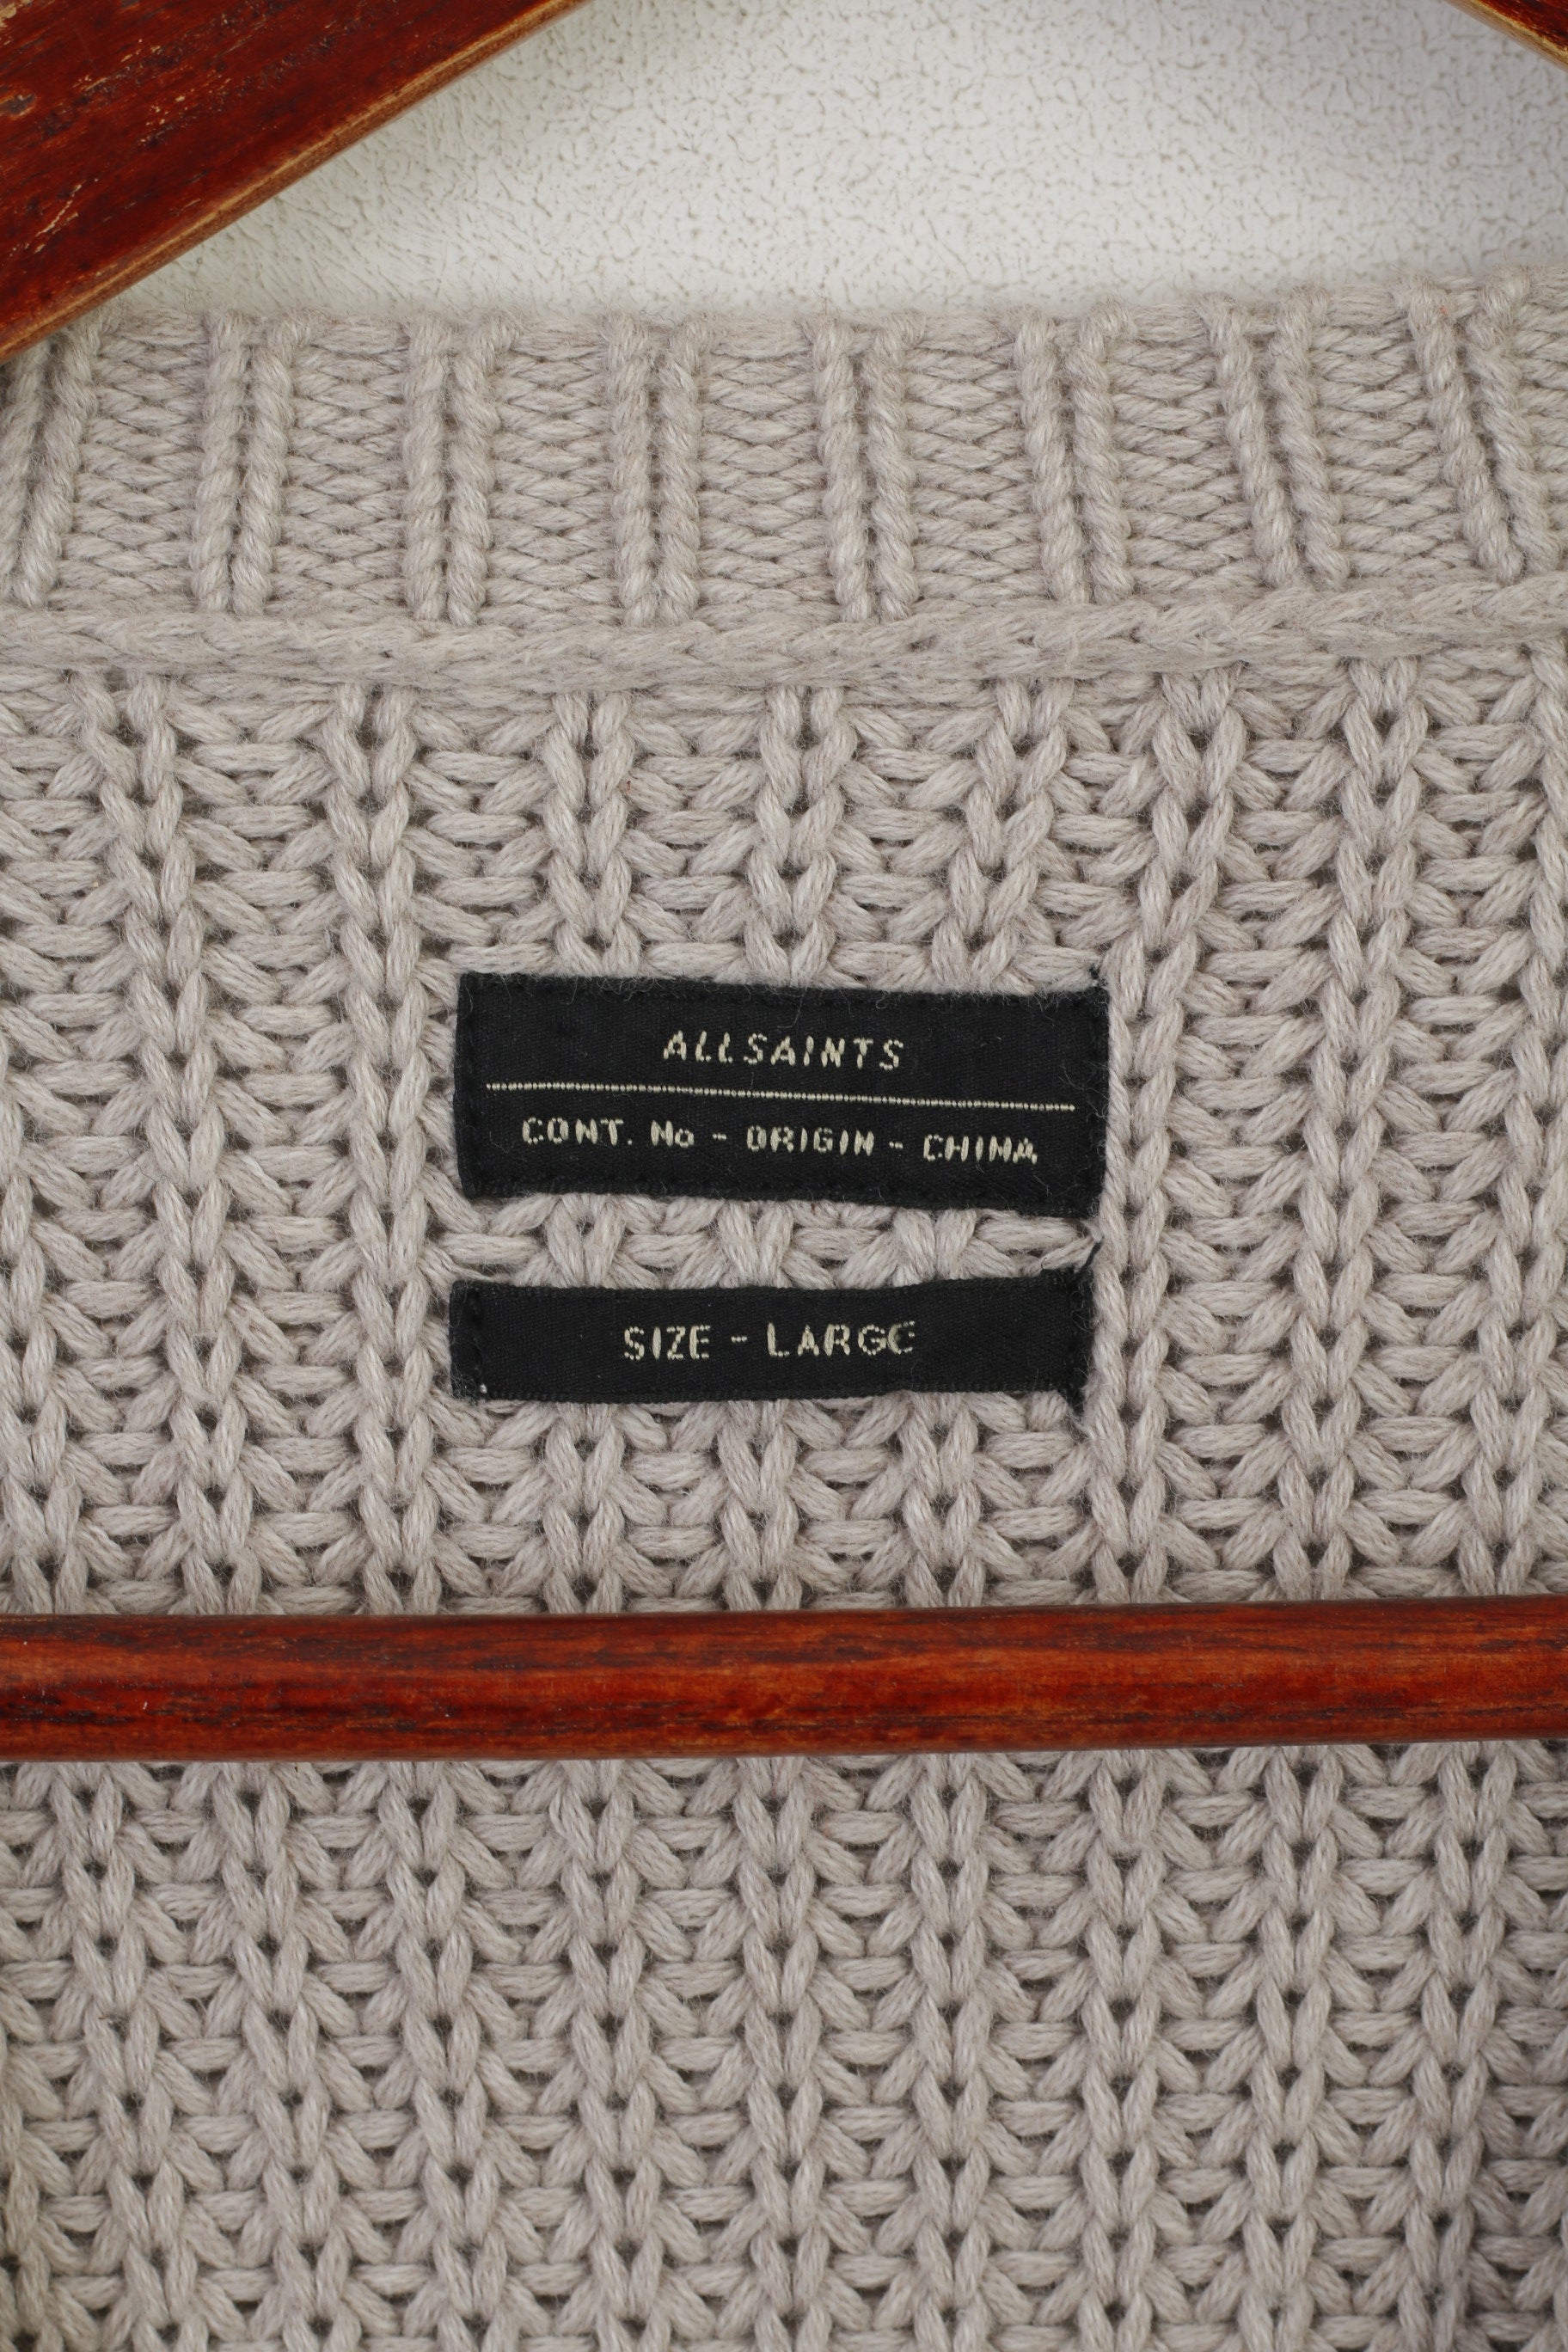 ALLSAINTS
CONT. No - ORIGIN - CHINA
SIZE - LARGE